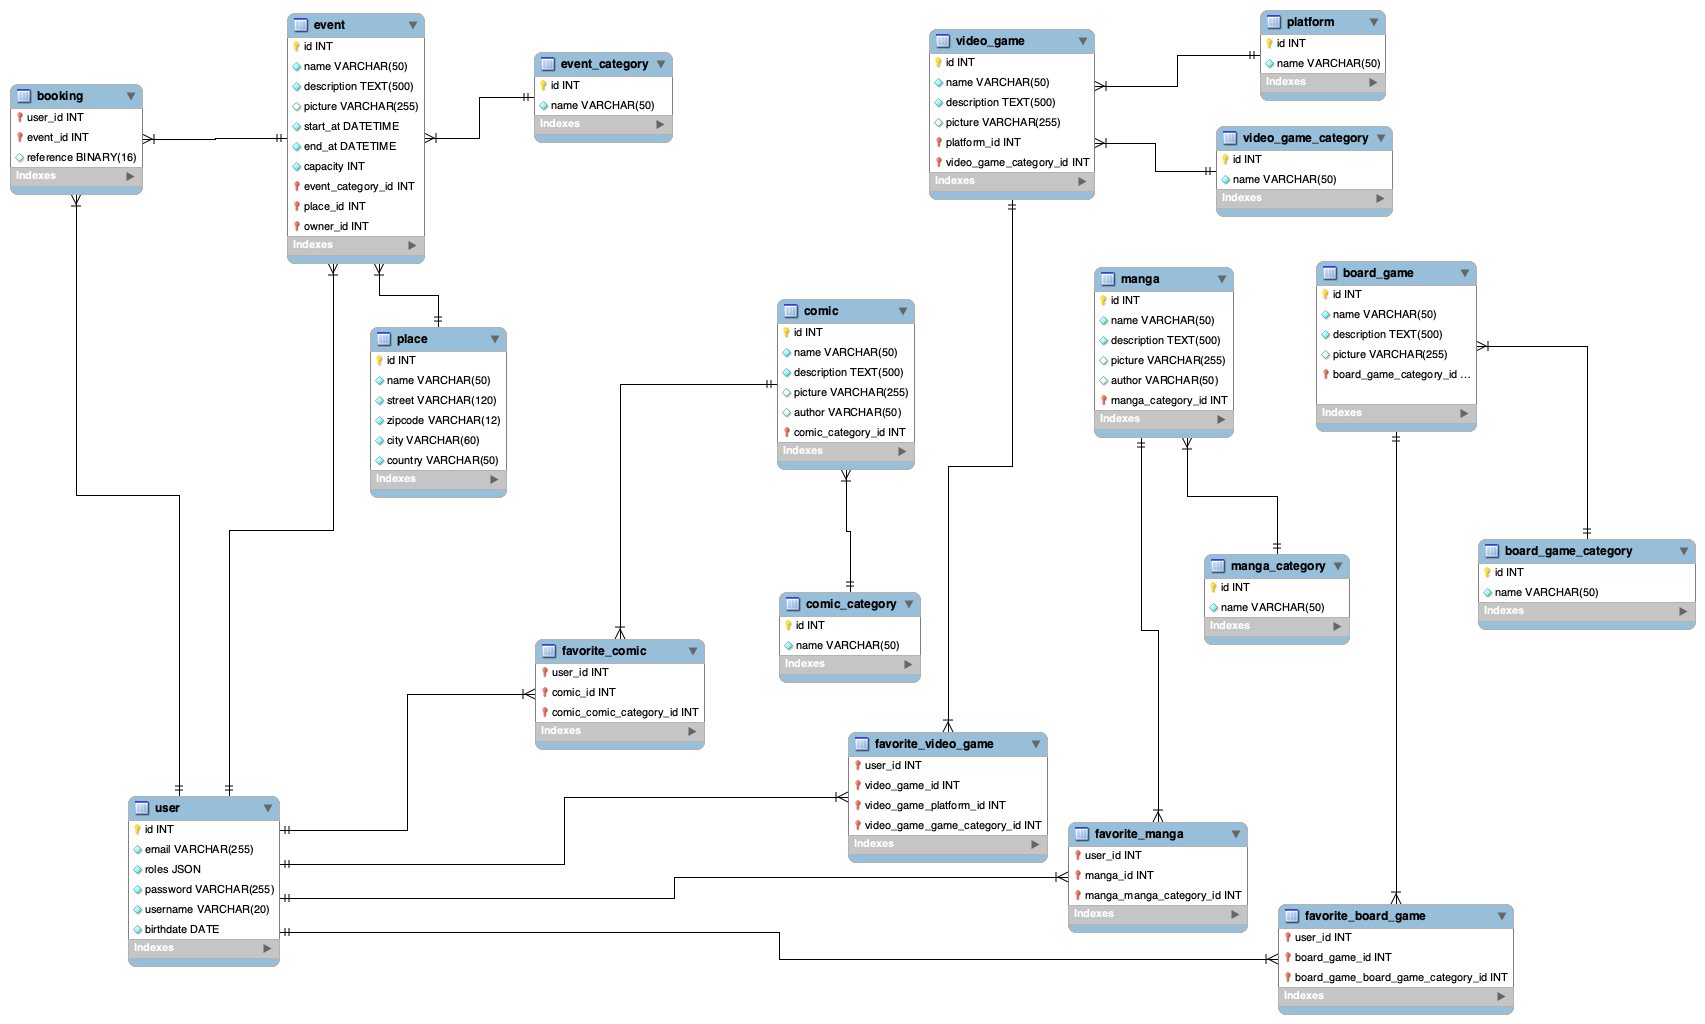 booking
user_id INT
event_id INT
reference BINARY(16)
Indexes
event
id INT
name VARCHAR(50)
description TEXT(500)
picture VARCHAR(255)
start_at DATETIME
end_at DATETIME
capacity INT
event_category_id INT
place_id INT
owner_id INT
Indexes
event_category
id INT
name VARCHAR(50)
Indexes
place
id INT
name VARCHAR(50)
street VARCHAR(120)
zipcode VARCHAR(12)
city VARCHAR(60)
country VARCHAR(50)
Indexes
video_game
id INT
name VARCHAR(50)
description TEXT(500)
picture VARCHAR(255)
platform_id INT
video_game_category_id INT
Indexes
platform
id INT
name VARCHAR(50)
Indexes
video_game_category
id INT
name VARCHAR(50)
Indexes
comic
id INT
name VARCHAR(50)
description TEXT(500)
picture VARCHAR(255)
author VARCHAR(50)
comic_category_id INT
Indexes
manga
id INT
name VARCHAR(50)
description TEXT(500)
picture VARCHAR(255)
author VARCHAR(50)
manga_category_id INT
Indexes
board_game
id INT
name VARCHAR(50)
description TEXT(500)
picture VARCHAR(255)
board_game_category_id ...
Indexes
comic_category
id INT
name VARCHAR(50)
Indexes
manga_category
id INT
name VARCHAR(50)
Indexes
board_game_category
id INT
name VARCHAR(50)
Indexes
favorite_comic
user_id INT
comic_id INT
comic_comic_category_id INT
Indexes
favorite_video_game
user_id INT
video_game_id INT
video_game_platform_id INT
video_game_game_category_id INT
Indexes
user
id INT
email VARCHAR(255)
roles JSON
password VARCHAR(255)
username VARCHAR(20)
birthdate DATE
Indexes
favorite_manga
user_id INT
manga_id INT
manga_manga_category_id INT
Indexes
favorite_board_game
user_id INT
board_game_id INT
board_game_board_game_category_id INT
Indexes